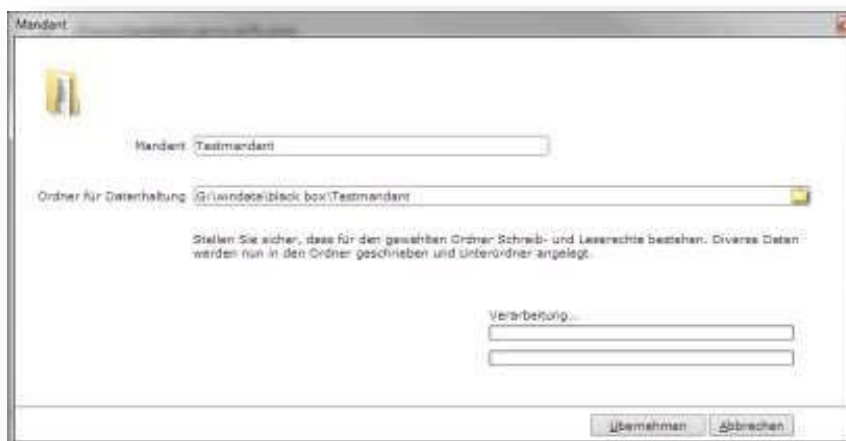 Mandant
Mandant Testmandant
Ordner für Datenhaltung G:\windata\black box\Testmandant
Stellen Sie sicher, dass für den gewählten Ordner Schreib- und Leserechte bestehen. Diverse Daten
werden nun in den Ordner geschrieben und Unterordner angelegt.
Verarbeitung...
Übernehmen Abbrechen